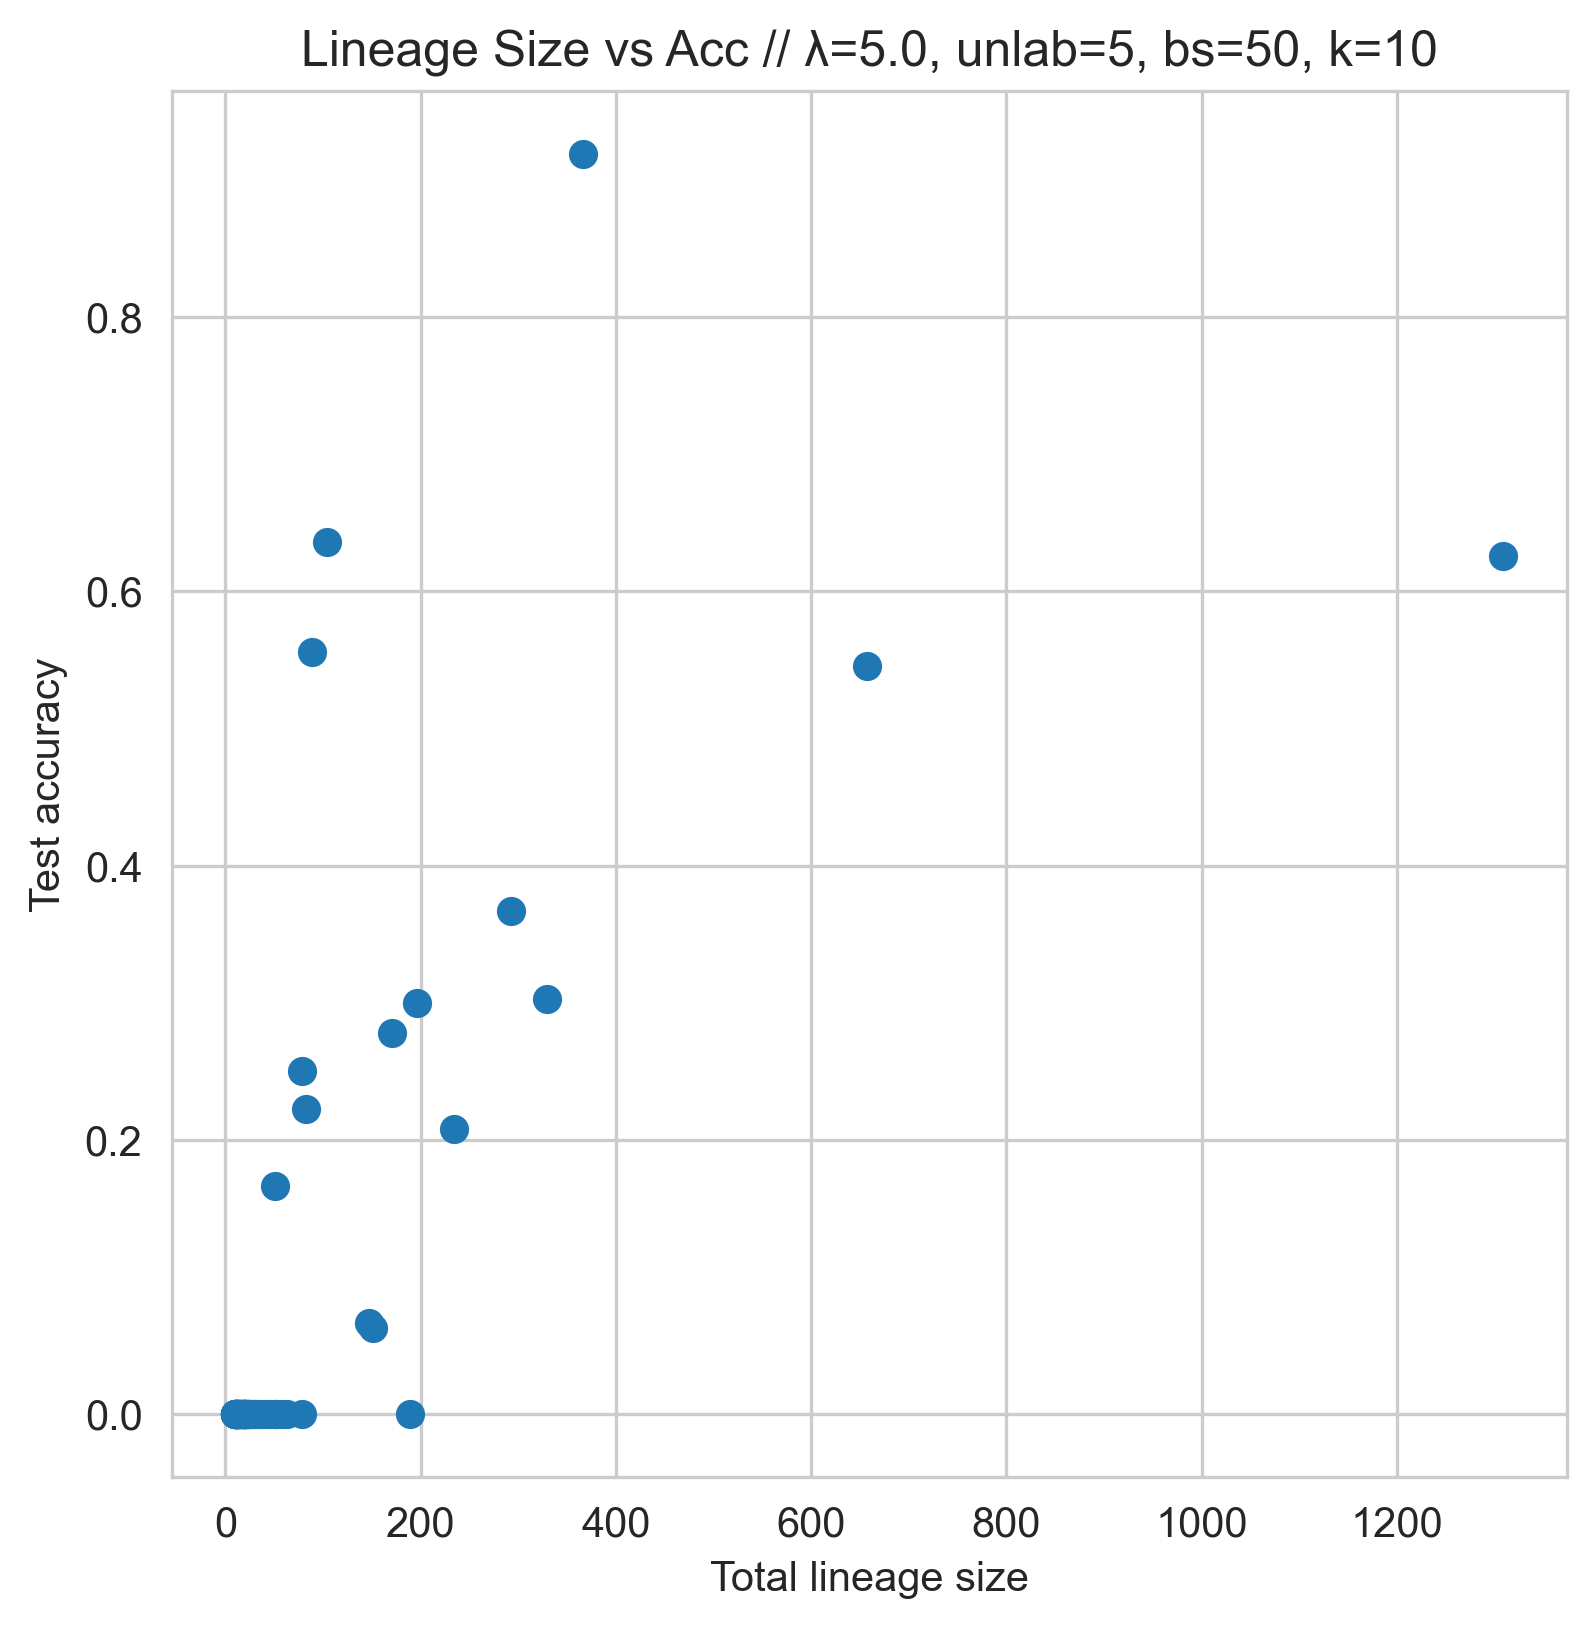 Lineage Size vs Acc // λ=5.0, unlab=5, bs=50, k=10
Test accuracy
0.8
0.6
0.4
0.2
0.0
0 200 400 600 800 1000 1200
Total lineage size